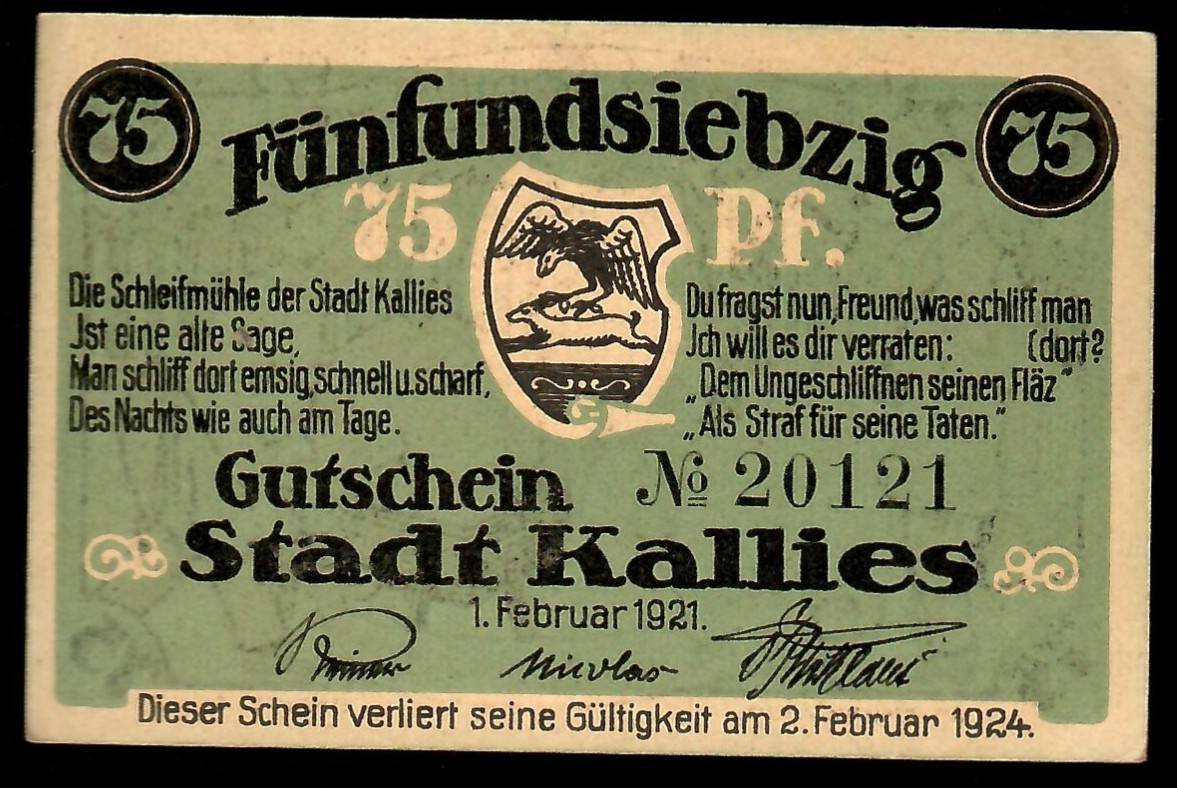 75 Fünfundsiebzig 75
75 Pf.
Die Schleifmühle der Stadt Kallies
Jst eine alte Sage,
Man schliff dort emsig, schnell u. scharf,
Des Nachts wie auch am Tage.
Du fragst nun, Freund, was schliff man
Jch will es dir verraten: (dort?
„Dem Ungeschliffnen seinen Fläz"
„Als Straf für seine Taten."
Gutschein № 20121
Stadt Kallies
1. Februar 1921.
Nicolas
Dieser Schein verliert seine Gültigkeit am 2. Februar 1924.